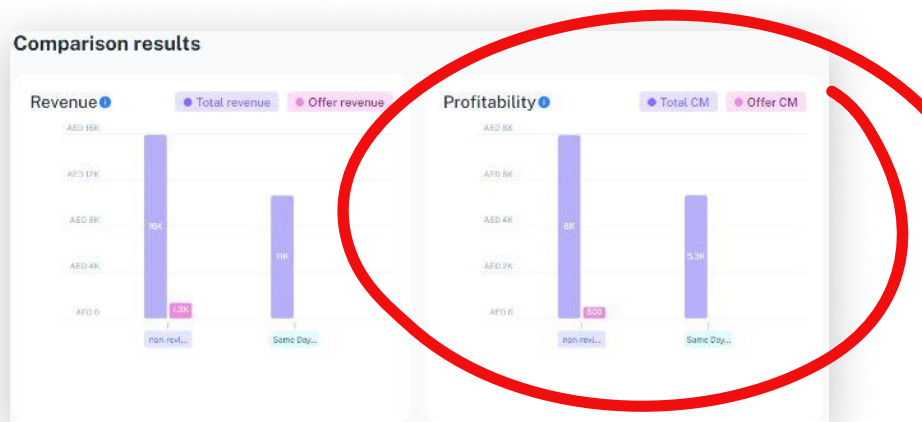 Comparison results
Revenue
Total revenue
Offer revenue
AED 16K
AED 12K
AED 8K
AED 4K
AED 0
16K
1.3K
11K
non-revi...
Same Day...
Profitability
Total CM
Offer CM
AED 8K
AED 6K
AED 4K
AED 2K
AED 0
8K
500
5.3K
non-revi...
Same Day...